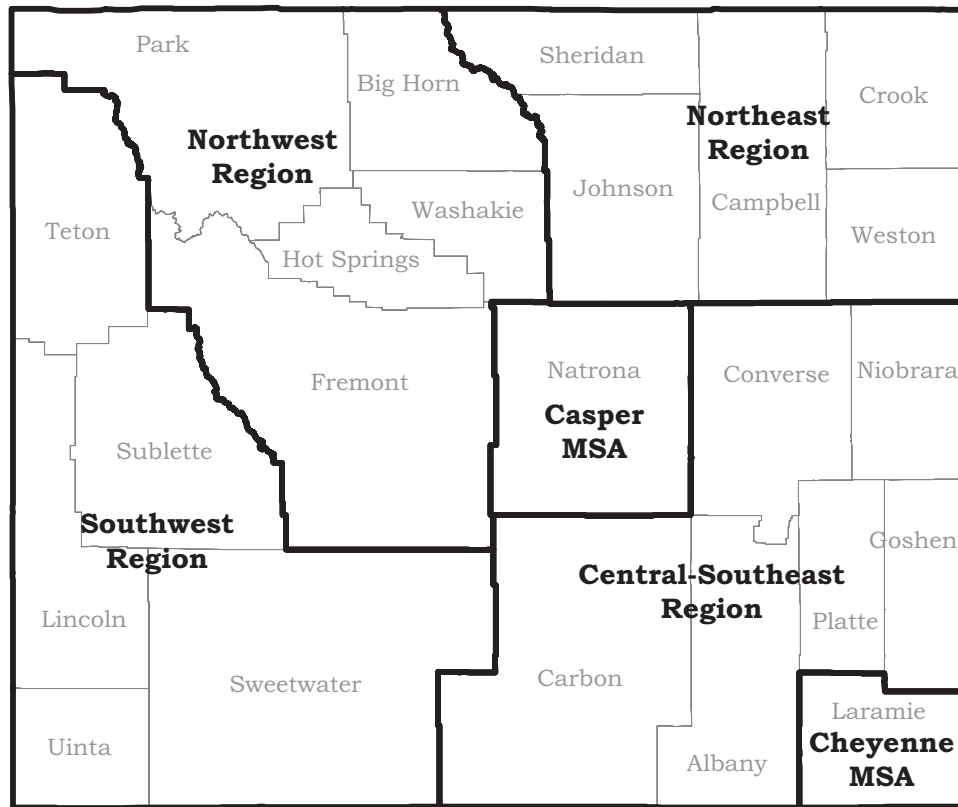 Park
Big Horn
Sheridan
Crook
Northwest
Region
Northeast
Region
Johnson
Campbell
Washakie
Teton
Hot Springs
Weston
Fremont
Natrona
Converse
Niobrara
Casper
MSA
Sublette
Southwest
Region
Goshen
Central-Southeast
Region
Lincoln
Platte
Sweetwater
Carbon
Laramie
Uinta
Albany
Cheyenne
MSA